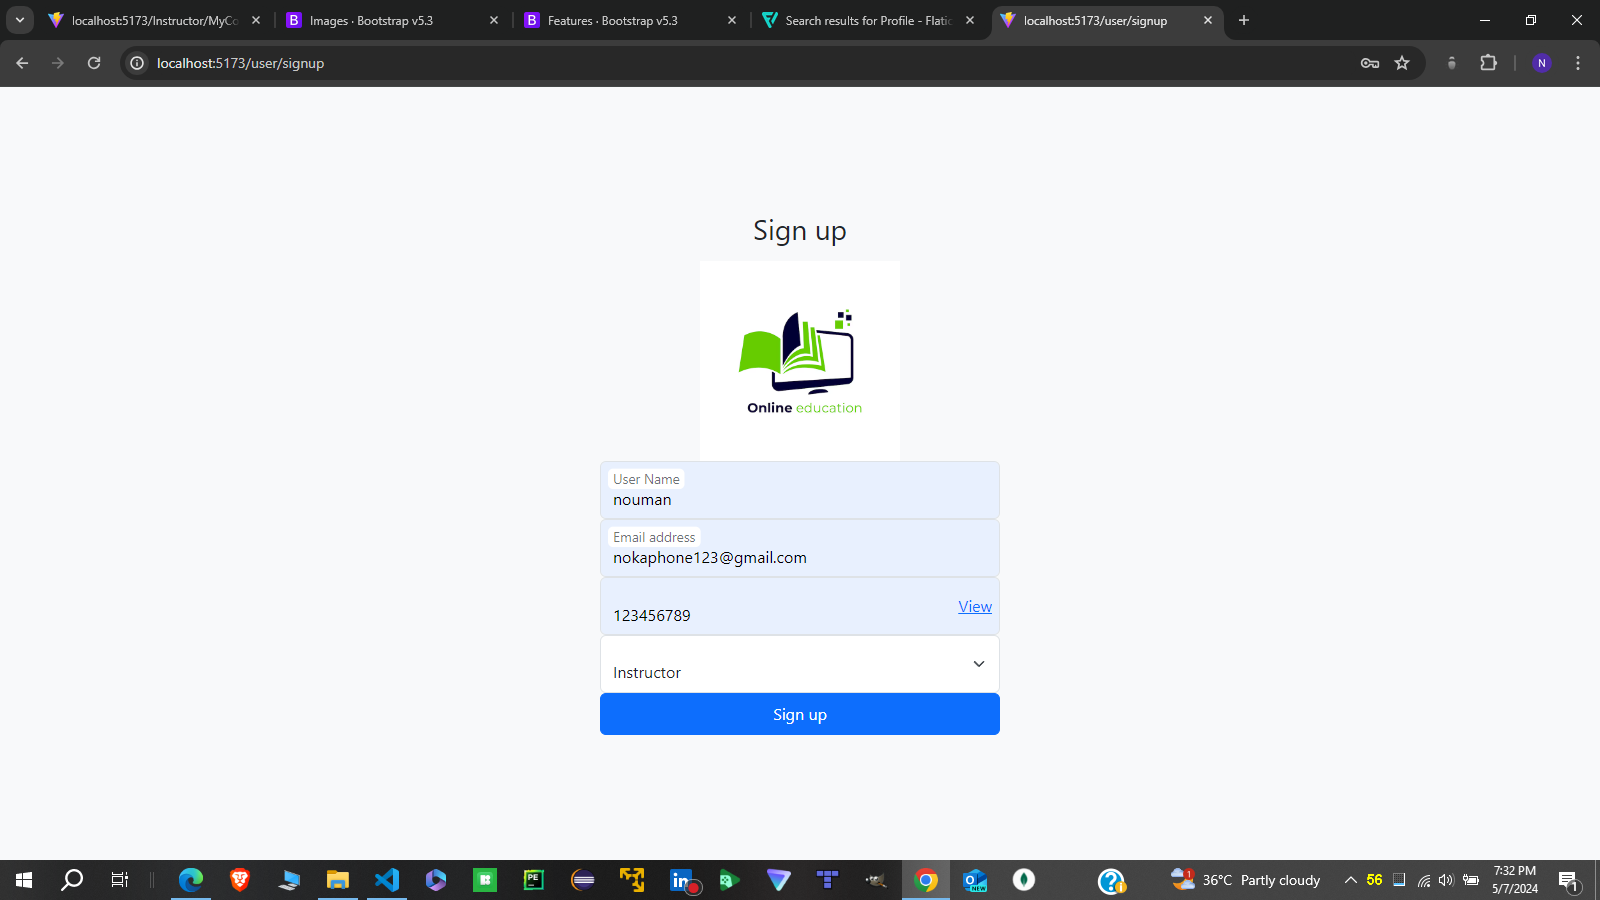 localhost:5173/Instructor/MyCo
Images · Bootstrap v5.3
Features · Bootstrap v5.3
Search results for Profile - Flatic
localhost:5173/user/signup
localhost:5173/user/signup
N
Sign up
Online education
User Name
nouman
Email address
nokaphone123@gmail.com
123456789
View
Instructor
Sign up
1
36°C Partly cloudy
56
7:32 PM
5/7/2024
1